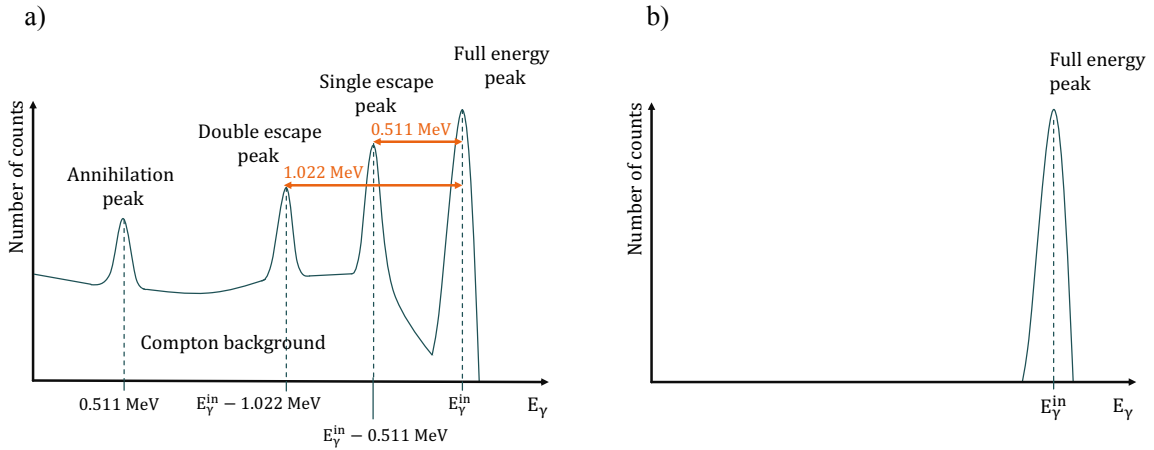 a)
Number of counts
Annihilation
peak
Double escape
peak
Single escape
peak
Full energy
peak
0.511 MeV
1.022 MeV
Compton background
0.511 MeV
E_γ^in − 1.022 MeV
E_γ^in − 0.511 MeV
E_γ^in
E_γ
b)
Number of counts
Full energy
peak
E_γ^in
E_γ